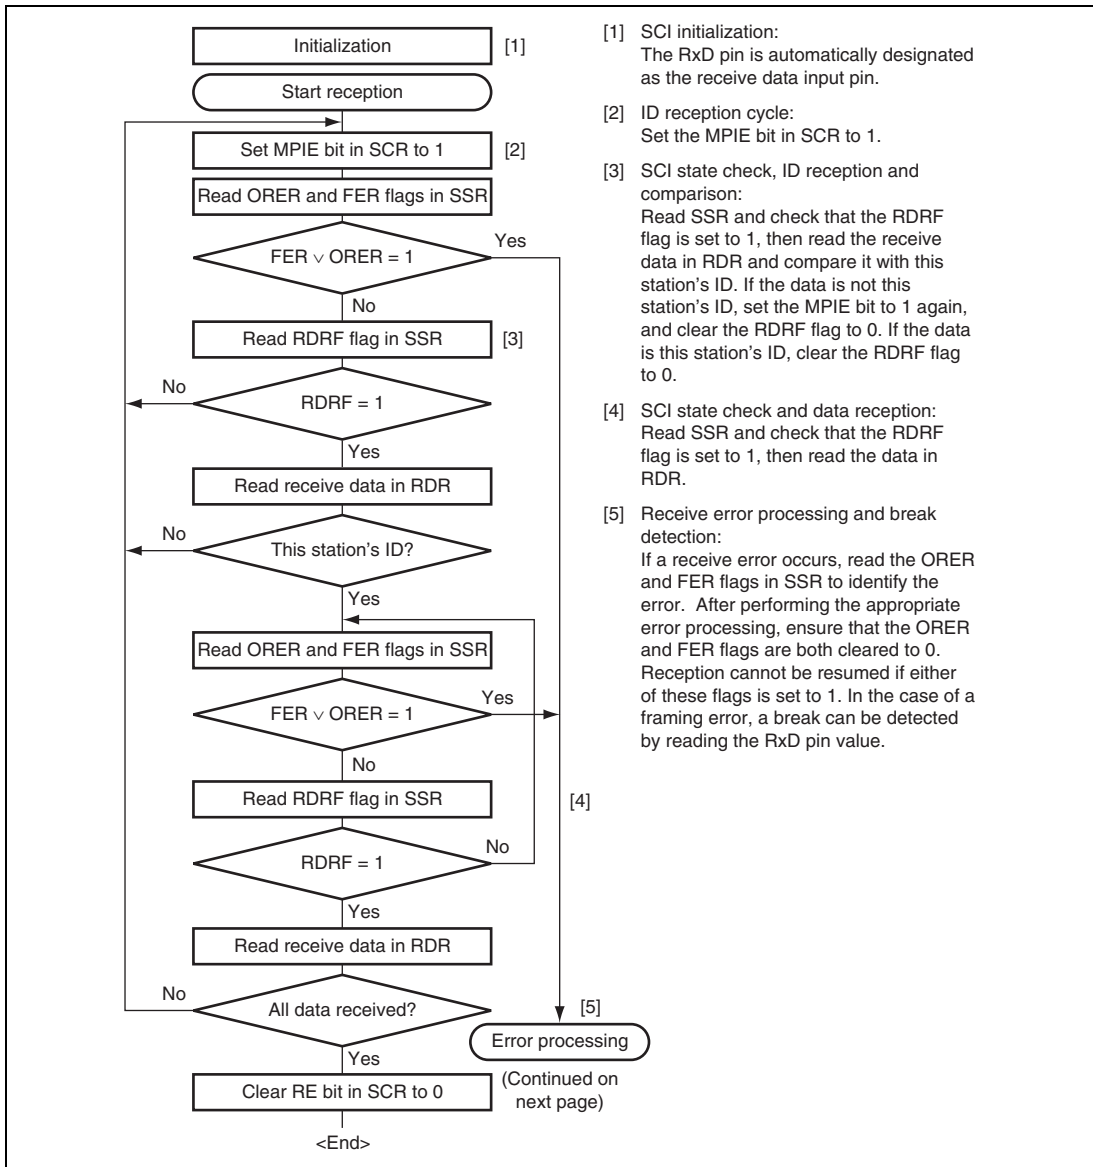 Initialization [1]
Start reception
Set MPIE bit in SCR to 1 [2]
Read ORER and FER flags in SSR
FER ∨ ORER = 1
Yes
No
Read RDRF flag in SSR [3]
RDRF = 1
No
Yes
Read receive data in RDR
This station's ID?
No
Yes
Read ORER and FER flags in SSR
FER ∨ ORER = 1
Yes
No
Read RDRF flag in SSR
[4]
RDRF = 1
No
Yes
Read receive data in RDR
All data received?
No
Yes
[5]
Error processing
(Continued on
next page)
Clear RE bit in SCR to 0
<End>
[1] SCI initialization:
The RxD pin is automatically designated
as the receive data input pin.
[2] ID reception cycle:
Set the MPIE bit in SCR to 1.
[3] SCI state check, ID reception and
comparison:
Read SSR and check that the RDRF
flag is set to 1, then read the receive
data in RDR and compare it with this
station's ID. If the data is not this
station's ID, set the MPIE bit to 1 again,
and clear the RDRF flag to 0. If the data
is this station's ID, clear the RDRF flag
to 0.
[4] SCI state check and data reception:
Read SSR and check that the RDRF
flag is set to 1, then read the data in
RDR.
[5] Receive error processing and break
detection:
If a receive error occurs, read the ORER
and FER flags in SSR to identify the
error. After performing the appropriate
error processing, ensure that the ORER
and FER flags are both cleared to 0.
Reception cannot be resumed if either
of these flags is set to 1. In the case of a
framing error, a break can be detected
by reading the RxD pin value.